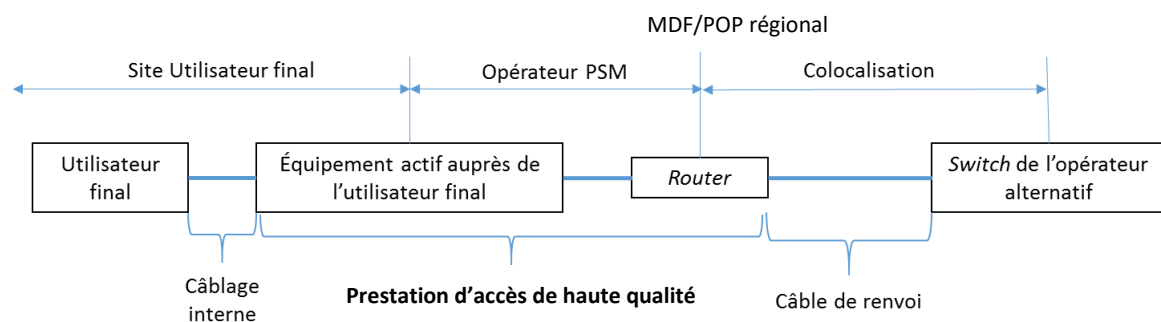 MDF/POP régional
Site Utilisateur final
Opérateur PSM
Colocalisation
Utilisateur
final
Équipement actif auprès de
l’utilisateur final
Router
Switch de l’opérateur
alternatif
Câblage
interne
Prestation d’accès de haute qualité
Câble de renvoi